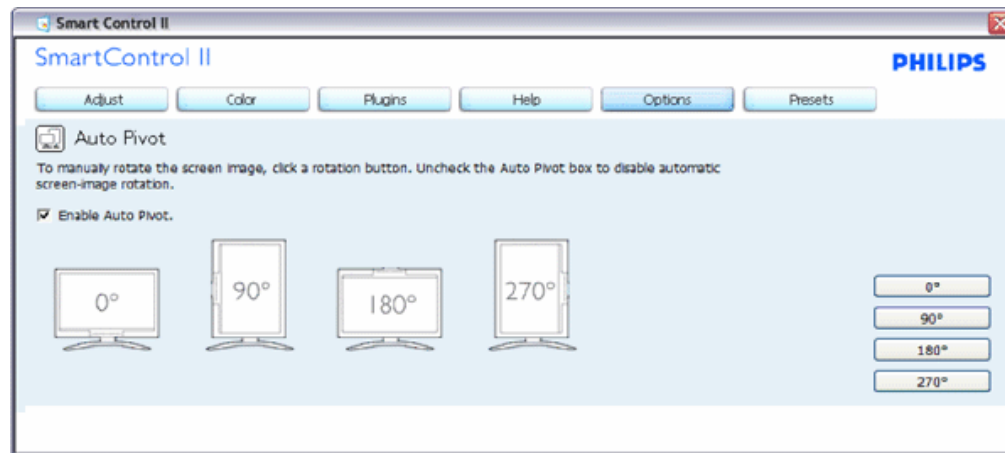 Smart Control II
SmartControl II
PHILIPS
Adjust Color Plugins Help Options Presets
Auto Pivot
To manually rotate the screen image, click a rotation button. Uncheck the Auto Pivot box to disable automatic
screen-image rotation.
Enable Auto Pivot.
0° 90° 180° 270°
0°
90°
180°
270°